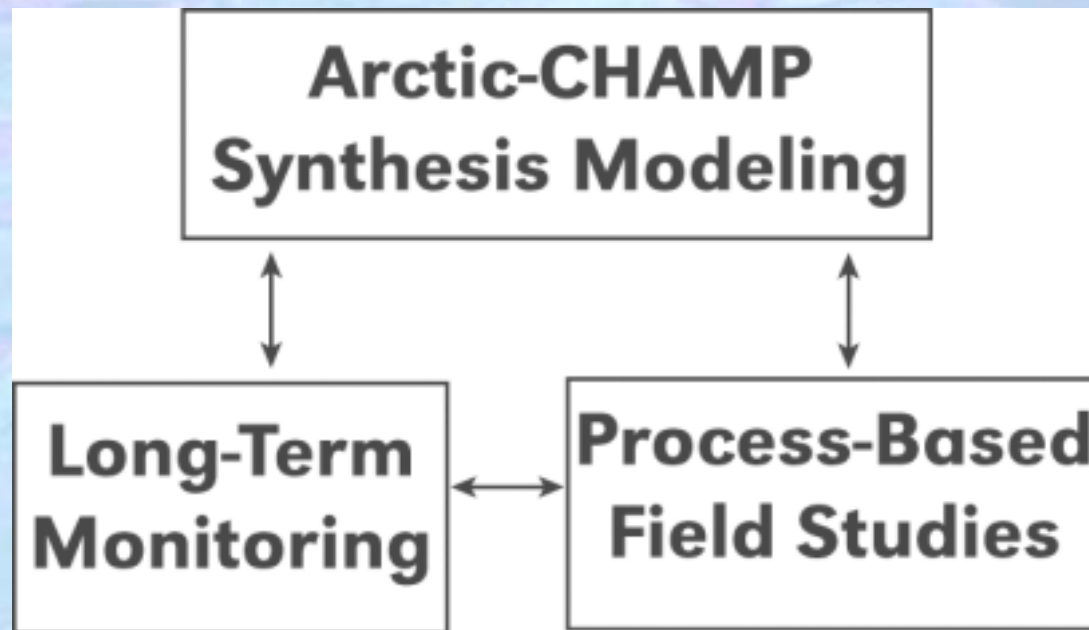 Arctic-CHAMP
Synthesis Modeling
Long-Term
Monitoring
Process-Based
Field Studies